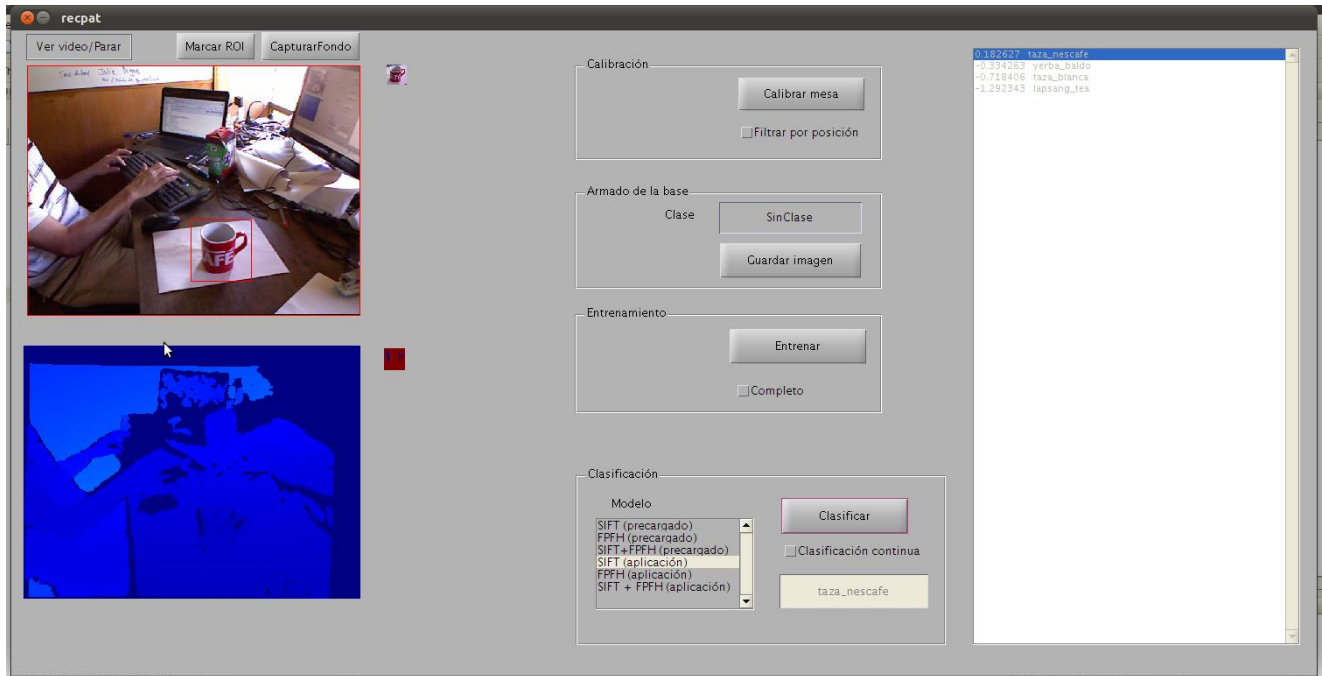 recpat
Ver video/Parar
Marcar ROI
CapturarFondo
AFÉ
Calibración
Calibrar mesa
Filtrar por posición
Armado de la base
Clase
SinClase
Guardar imagen
Entrenamiento
Entrenar
Completo
Clasificación
Modelo
SIFT (precargado)
FPFH (precargado)
SIFT+FPFH (precargado)
SIFT (aplicación)
FPFH (aplicación)
SIFT + FPFH (aplicación)
Clasificar
Clasificación continua
taza_nescafe
0.182627 taza_nescafe
-0.334263 yerba_baldo
-0.718406 taza_blanca
-1.292343 lapsang_tea